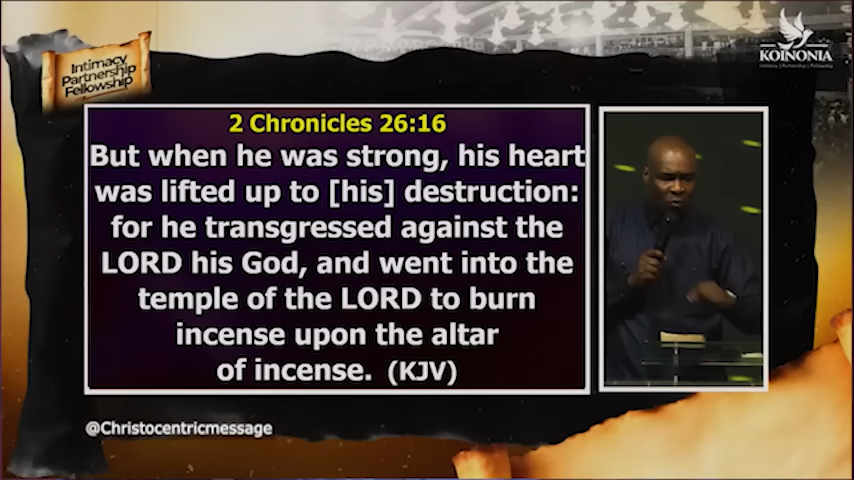 Intimacy
Partnership
Fellowship
KOINONIA
2 Chronicles 26:16
But when he was strong, his heart
was lifted up to [his] destruction:
for he transgressed against the
LORD his God, and went into the
temple of the LORD to burn
incense upon the altar
of incense. (KJV)
@Christocentricmessage